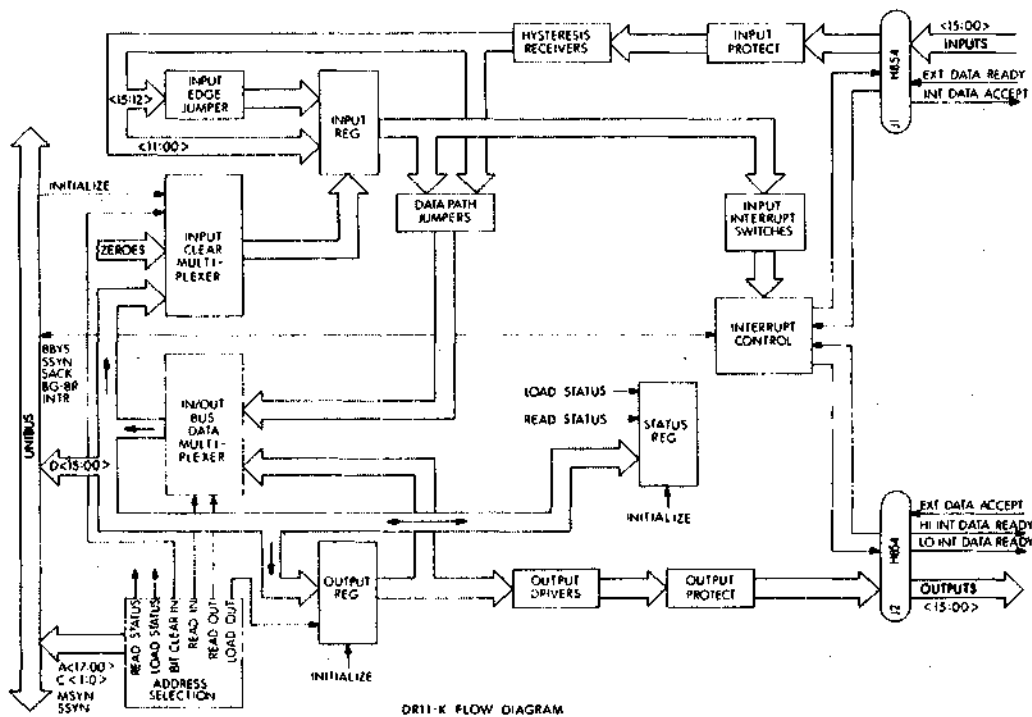 HYSTERESIS
RECEIVERS
INPUT
PROTECT
H854
J1
<15:00>
INPUTS
EXT DATA READY
INT DATA ACCEPT
<15:12>
INPUT
EDGE
JUMPER
INPUT
REG
<11:00>
INITIALIZE
ZEROES
INPUT
CLEAR
MULTI-
PLEXER
DATA PATH
JUMPERS
INPUT
INTERRUPT
SWITCHES
INTERRUPT
CONTROL
UNIBUS
BBYS
SSYN
SACK
BG-BR
INTR
D<15:00>
IN/OUT
BUS
DATA
MULTI-
PLEXER
LOAD STATUS
READ STATUS
STATUS
REG
INITIALIZE
OUTPUT
REG
INITIALIZE
OUTPUT
DRIVERS
OUTPUT
PROTECT
H854
J2
EXT DATA ACCEPT
HI INT DATA READY
LO INT DATA READY
OUTPUTS
<15:00>
A<17:00>
C<1:0>
MSYN
SSYN
READ STATUS
LOAD STATUS
BIT CLEAR IN
READ IN
READ OUT
LOAD OUT
ADDRESS
SELECTION
DR11-K FLOW DIAGRAM